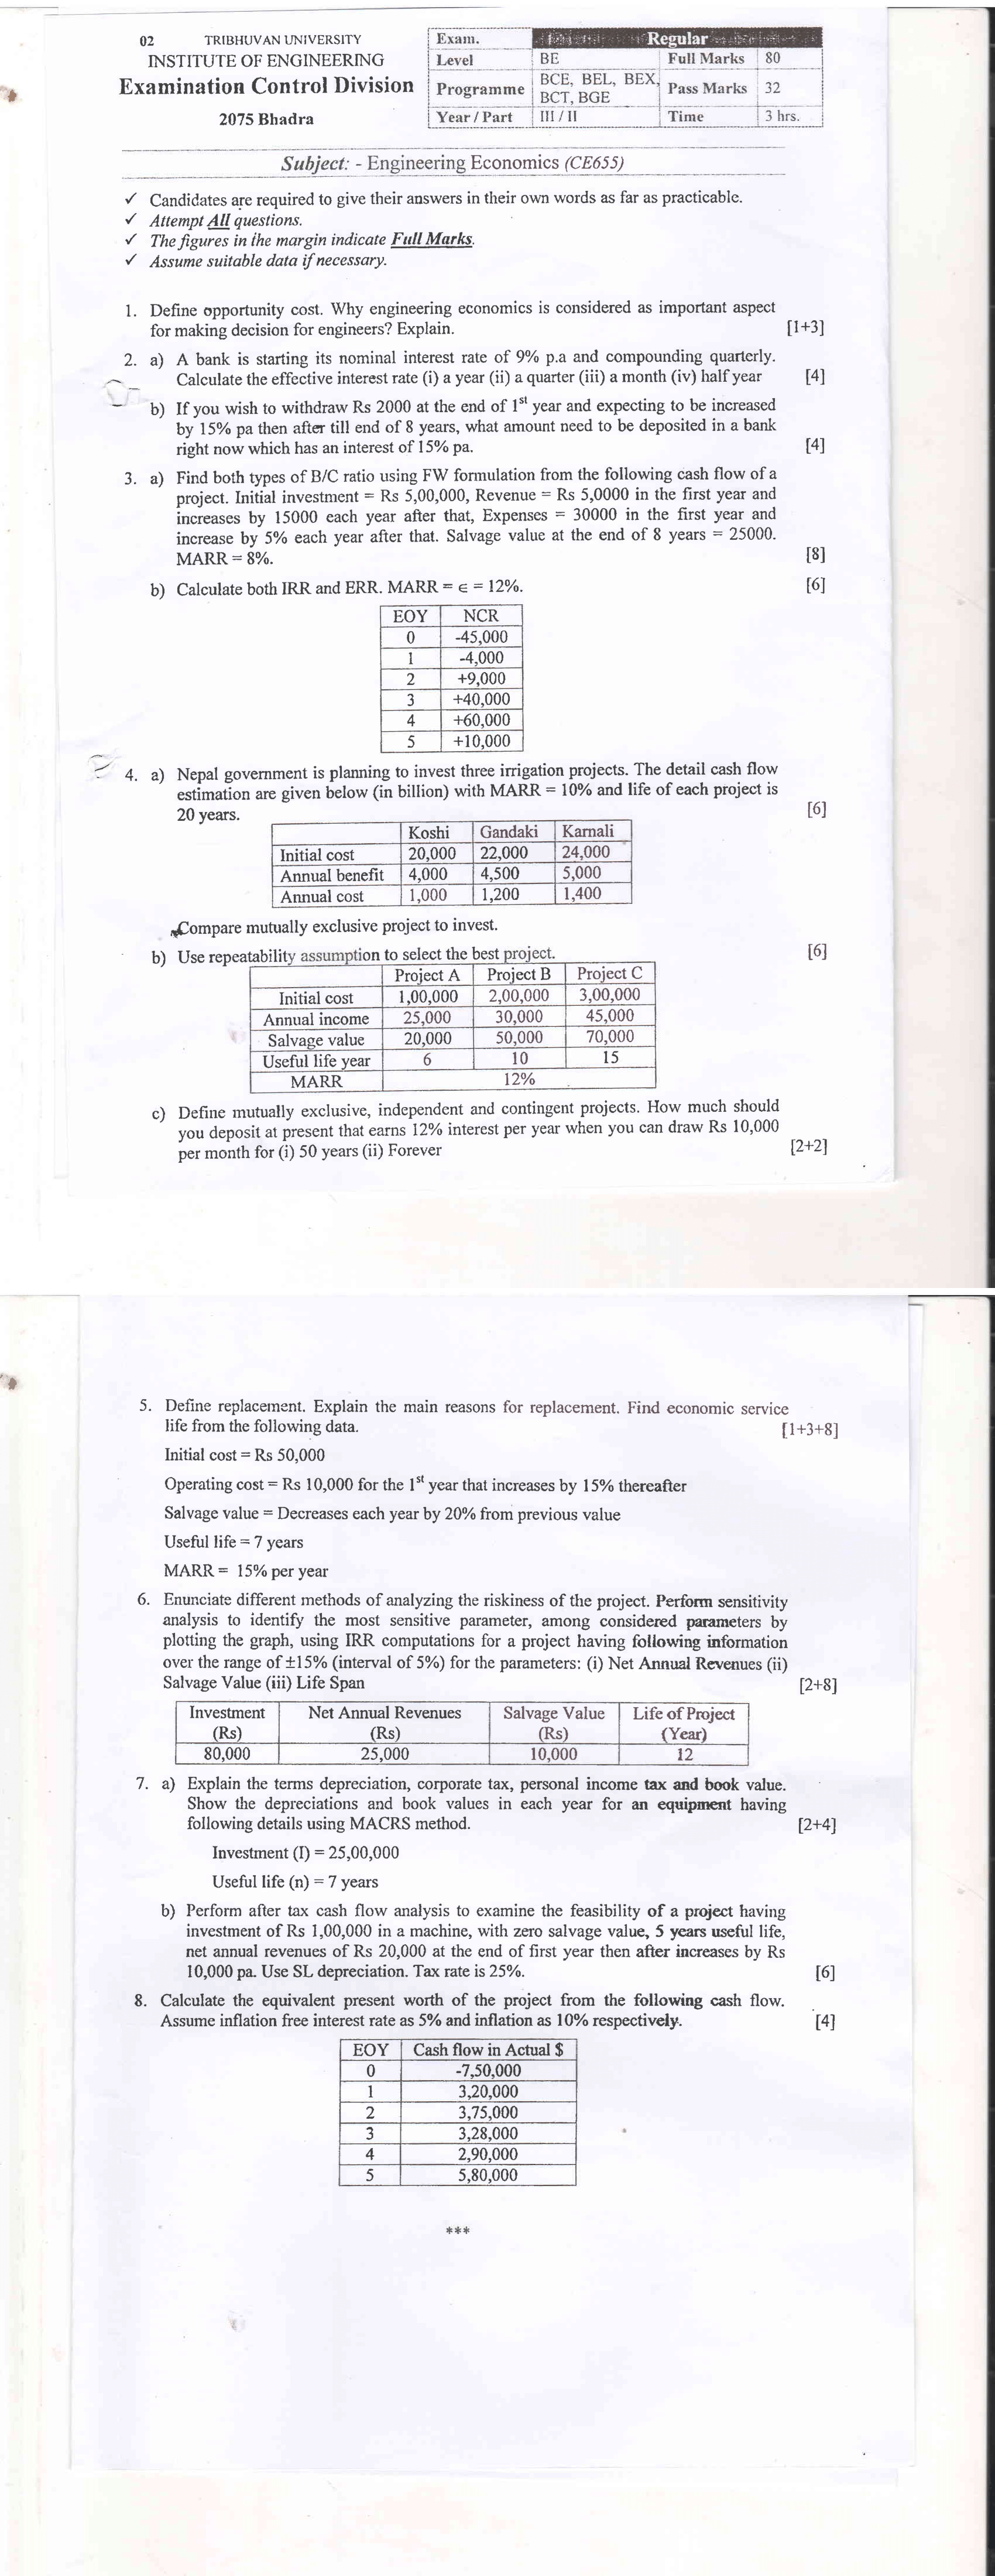 02 TRIBHUVAN UNIVERSITY
INSTITUTE OF ENGINEERING
Examination Control Division
2075 Bhadra
Exam. Regular
Level BE Full Marks 80
Programme BCE, BEL, BEX, BCT, BGE Pass Marks 32
Year / Part III / II Time 3 hrs.
Subject: - Engineering Economics (CE655)
✓ Candidates are required to give their answers in their own words as far as practicable.
✓ Attempt All questions.
✓ The figures in the margin indicate Full Marks.
✓ Assume suitable data if necessary.
1. Define opportunity cost. Why engineering economics is considered as important aspect
for making decision for engineers? Explain. [1+3]
2. a) A bank is starting its nominal interest rate of 9% p.a and compounding quarterly.
Calculate the effective interest rate (i) a year (ii) a quarter (iii) a month (iv) half year [4]
b) If you wish to withdraw Rs 2000 at the end of 1st year and expecting to be increased
by 15% pa then after till end of 8 years, what amount need to be deposited in a bank
right now which has an interest of 15% pa. [4]
3. a) Find both types of B/C ratio using FW formulation from the following cash flow of a
project. Initial investment = Rs 5,00,000, Revenue = Rs 5,0000 in the first year and
increases by 15000 each year after that, Expenses = 30000 in the first year and
increase by 5% each year after that. Salvage value at the end of 8 years = 25000.
MARR = 8%. [8]
b) Calculate both IRR and ERR. MARR = ∈ = 12%. [6]
EOY NCR
0 -45,000
1 -4,000
2 +9,000
3 +40,000
4 +60,000
5 +10,000
4. a) Nepal government is planning to invest three irrigation projects. The detail cash flow
estimation are given below (in billion) with MARR = 10% and life of each project is
20 years. [6]
Koshi Gandaki Karnali
Initial cost 20,000 22,000 24,000
Annual benefit 4,000 4,500 5,000
Annual cost 1,000 1,200 1,400
Compare mutually exclusive project to invest.
b) Use repeatability assumption to select the best project. [6]
Project A Project B Project C
Initial cost 1,00,000 2,00,000 3,00,000
Annual income 25,000 30,000 45,000
Salvage value 20,000 50,000 70,000
Useful life year 6 10 15
MARR 12%
c) Define mutually exclusive, independent and contingent projects. How much should
you deposit at present that earns 12% interest per year when you can draw Rs 10,000
per month for (i) 50 years (ii) Forever [2+2]
5. Define replacement. Explain the main reasons for replacement. Find economic service
life from the following data. [1+3+8]
Initial cost = Rs 50,000
Operating cost = Rs 10,000 for the 1st year that increases by 15% thereafter
Salvage value = Decreases each year by 20% from previous value
Useful life = 7 years
MARR = 15% per year
6. Enunciate different methods of analyzing the riskiness of the project. Perform sensitivity
analysis to identify the most sensitive parameter, among considered parameters by
plotting the graph, using IRR computations for a project having following information
over the range of ±15% (interval of 5%) for the parameters: (i) Net Annual Revenues (ii)
Salvage Value (iii) Life Span [2+8]
Investment (Rs) Net Annual Revenues (Rs) Salvage Value (Rs) Life of Project (Year)
80,000 25,000 10,000 12
7. a) Explain the terms depreciation, corporate tax, personal income tax and book value.
Show the depreciations and book values in each year for an equipment having
following details using MACRS method. [2+4]
Investment (I) = 25,00,000
Useful life (n) = 7 years
b) Perform after tax cash flow analysis to examine the feasibility of a project having
investment of Rs 1,00,000 in a machine, with zero salvage value, 5 years useful life,
net annual revenues of Rs 20,000 at the end of first year then after increases by Rs
10,000 pa. Use SL depreciation. Tax rate is 25%. [6]
8. Calculate the equivalent present worth of the project from the following cash flow.
Assume inflation free interest rate as 5% and inflation as 10% respectively. [4]
EOY Cash flow in Actual $
0 -7,50,000
1 3,20,000
2 3,75,000
3 3,28,000
4 2,90,000
5 5,80,000
***